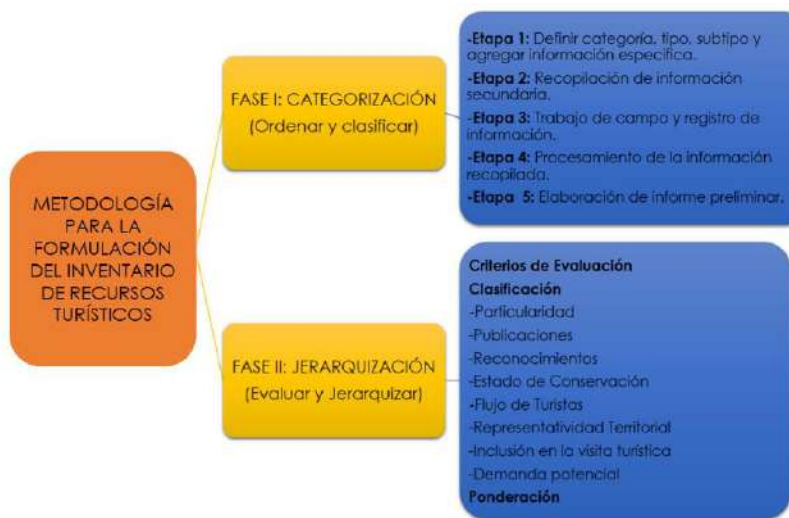 METODOLOGÍA
PARA LA
FORMULACIÓN
DEL INVENTARIO
DE RECURSOS
TURÍSTICOS
FASE I: CATEGORIZACIÓN
(Ordenar y clasificar)
-Etapa 1: Definir categoría, tipo, subtipo y
agregar información específica.
-Etapa 2: Recopilación de información
secundaria.
-Etapa 3: Trabajo de campo y registro de
información.
-Etapa 4: Procesamiento de la información
recopilada.
-Etapa 5: Elaboración de informe preliminar.
FASE II: JERARQUIZACIÓN
(Evaluar y Jerarquizar)
Criterios de Evaluación
Clasificación
-Particularidad
-Publicaciones
-Reconocimientos
-Estado de Conservación
-Flujo de Turistas
-Representatividad Territorial
-Inclusión en la visita turística
-Demanda potencial
Ponderación